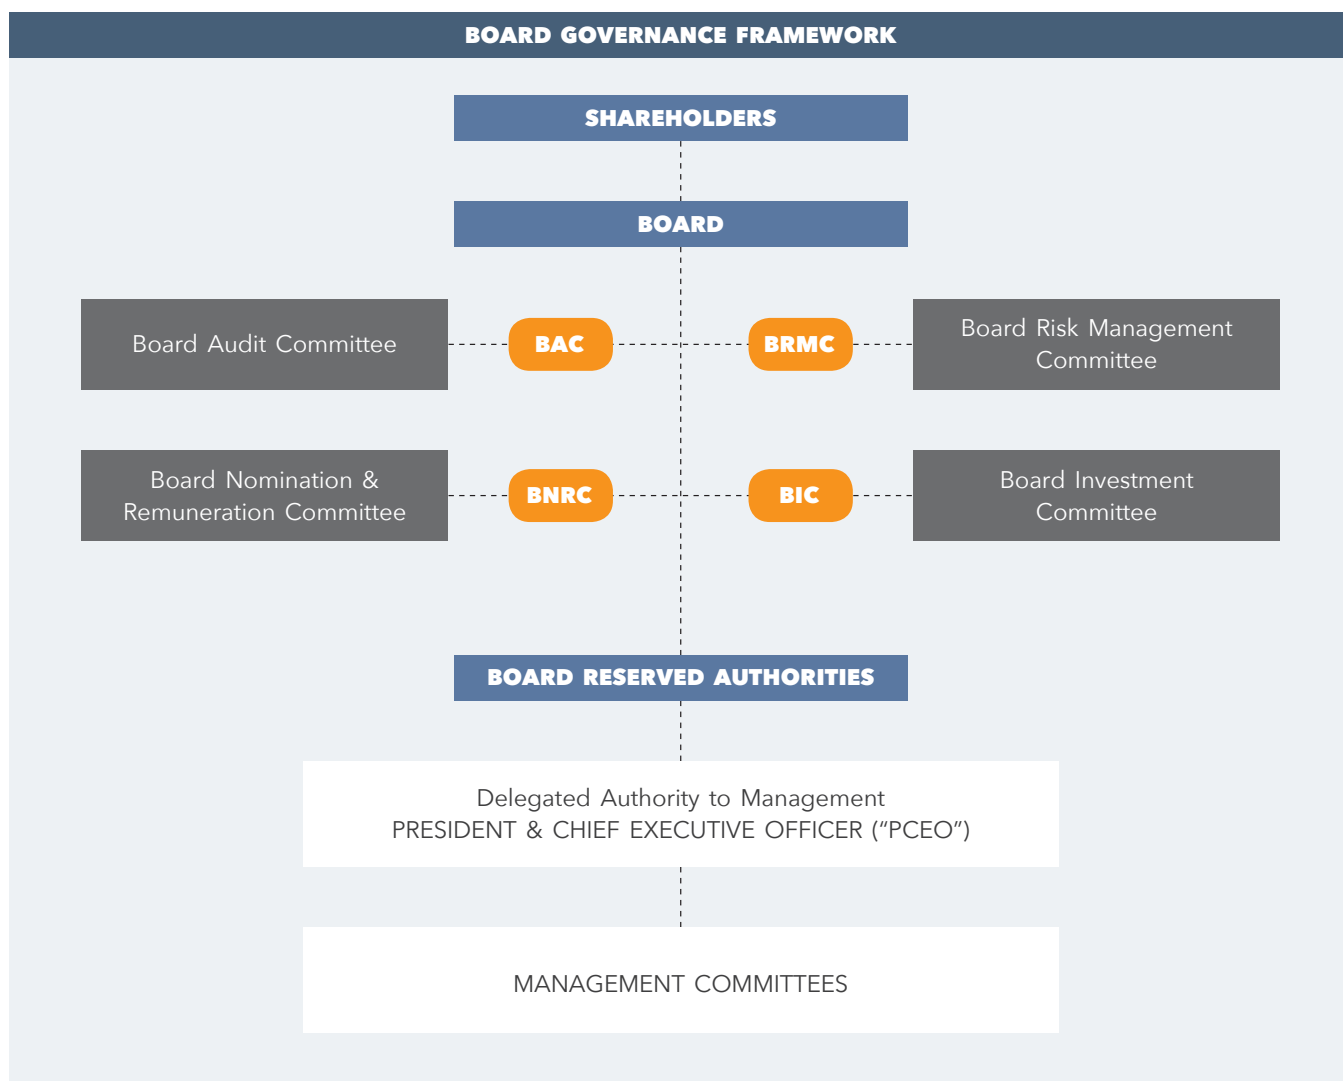 BOARD GOVERNANCE FRAMEWORK
SHAREHOLDERS
BOARD
Board Audit Committee
BAC
BRMC
Board Risk Management
Committee
Board Nomination &
Remuneration Committee
BNRC
BIC
Board Investment
Committee
BOARD RESERVED AUTHORITIES
Delegated Authority to Management
PRESIDENT & CHIEF EXECUTIVE OFFICER (“PCEO”)
MANAGEMENT COMMITTEES